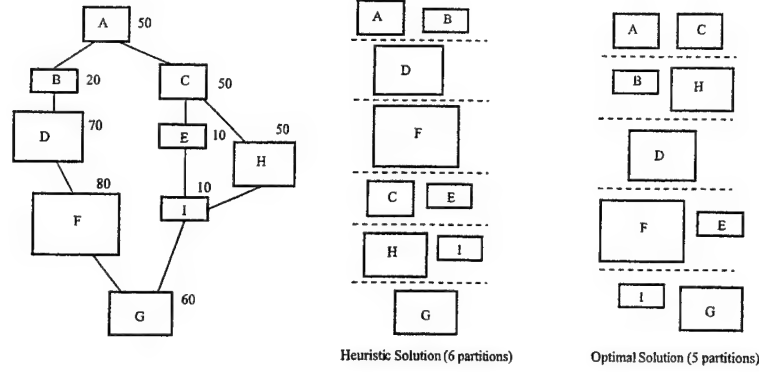 A 50
B 20
C 50
D 70
E 10
H 50
F 80
I 10
G 60
A B
D
F
C E
H I
G
Heuristic Solution (6 partitions)
A C
B H
D
F E
I G
Optimal Solution (5 partitions)